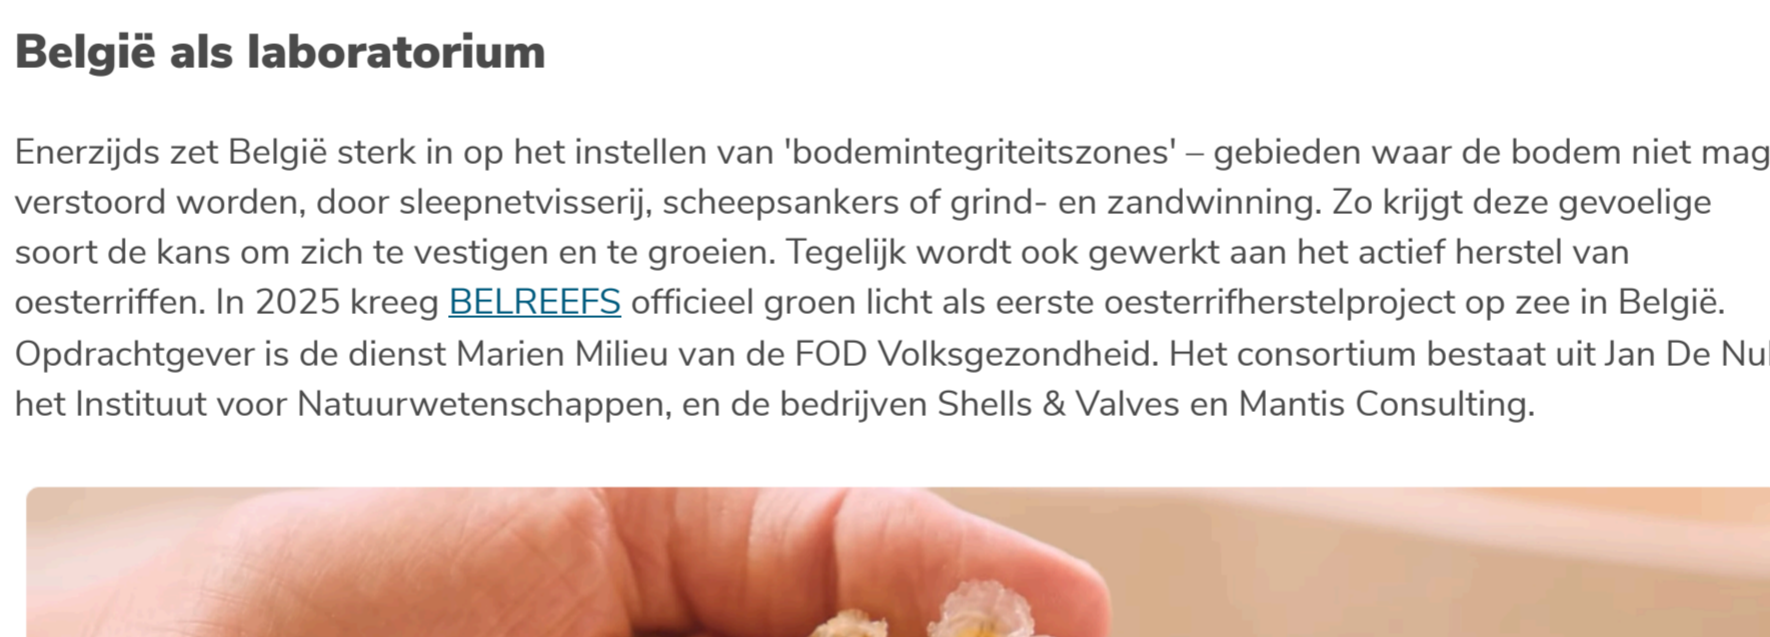 België als laboratorium
Enerzijds zet België sterk in op het instellen van 'bodemintegriteitszones' – gebieden waar de bodem niet mag
verstoord worden, door sleepnetvisserij, scheepsankers of grind- en zandwinning. Zo krijgt deze gevoelige
soort de kans om zich te vestigen en te groeien. Tegelijk wordt ook gewerkt aan het actief herstel van
oesterriffen. In 2025 kreeg BELREEFS officieel groen licht als eerste oesterrifherstelproject op zee in België.
Opdrachtgever is de dienst Marien Milieu van de FOD Volksgezondheid. Het consortium bestaat uit Jan De Nul
het Instituut voor Natuurwetenschappen, en de bedrijven Shells & Valves en Mantis Consulting.